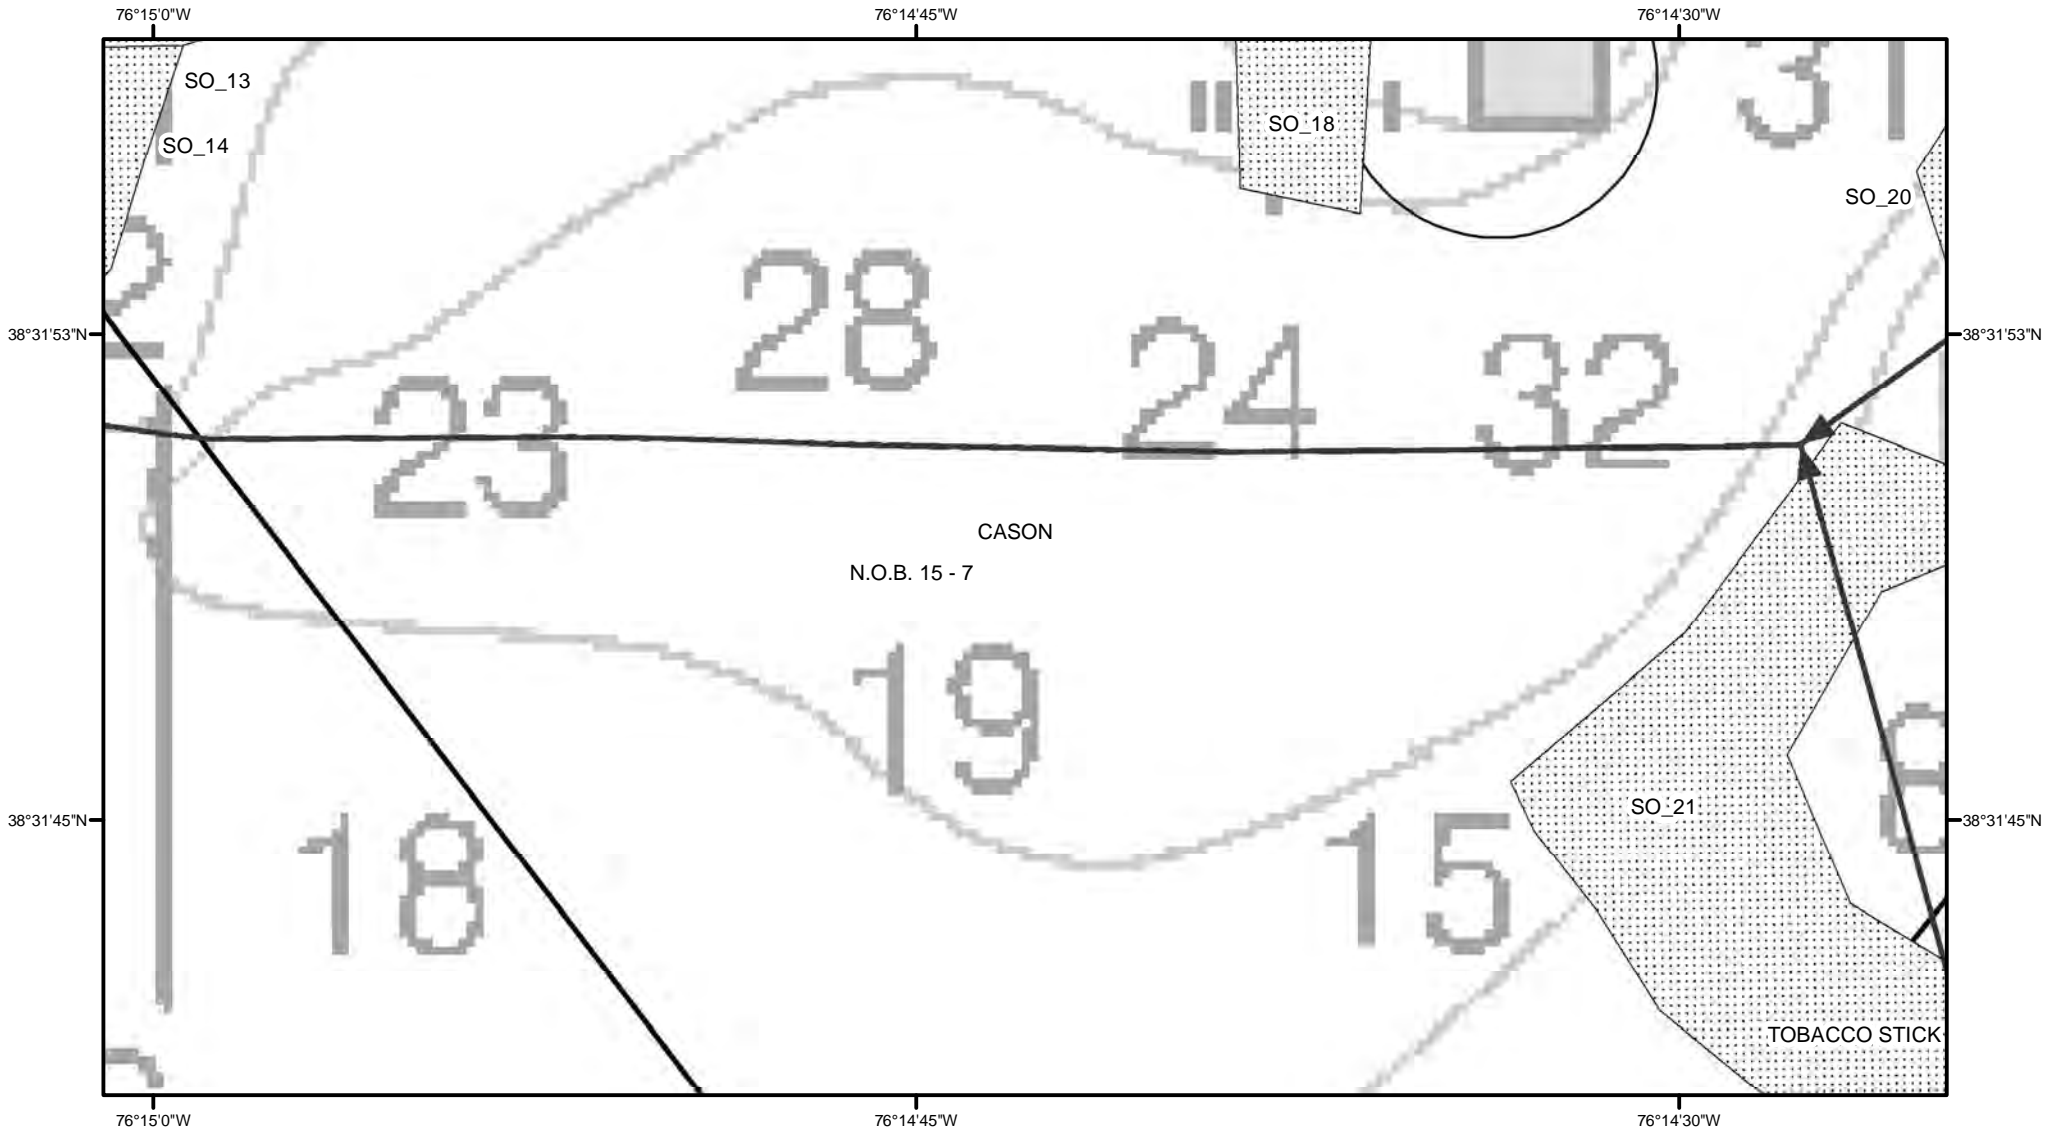 76°15'0"W 76°14'45"W 76°14'30"W
31
SO_13
SO_18
SO_14
SO_20
2
28
38°31'53"N 24 32 38°31'53"N
23
CASON
N.O.B. 15 - 7
19
SO_21
38°31'45"N 38°31'45"N
18 15
TOBACCO STICK
76°15'0"W 76°14'45"W 76°14'30"W